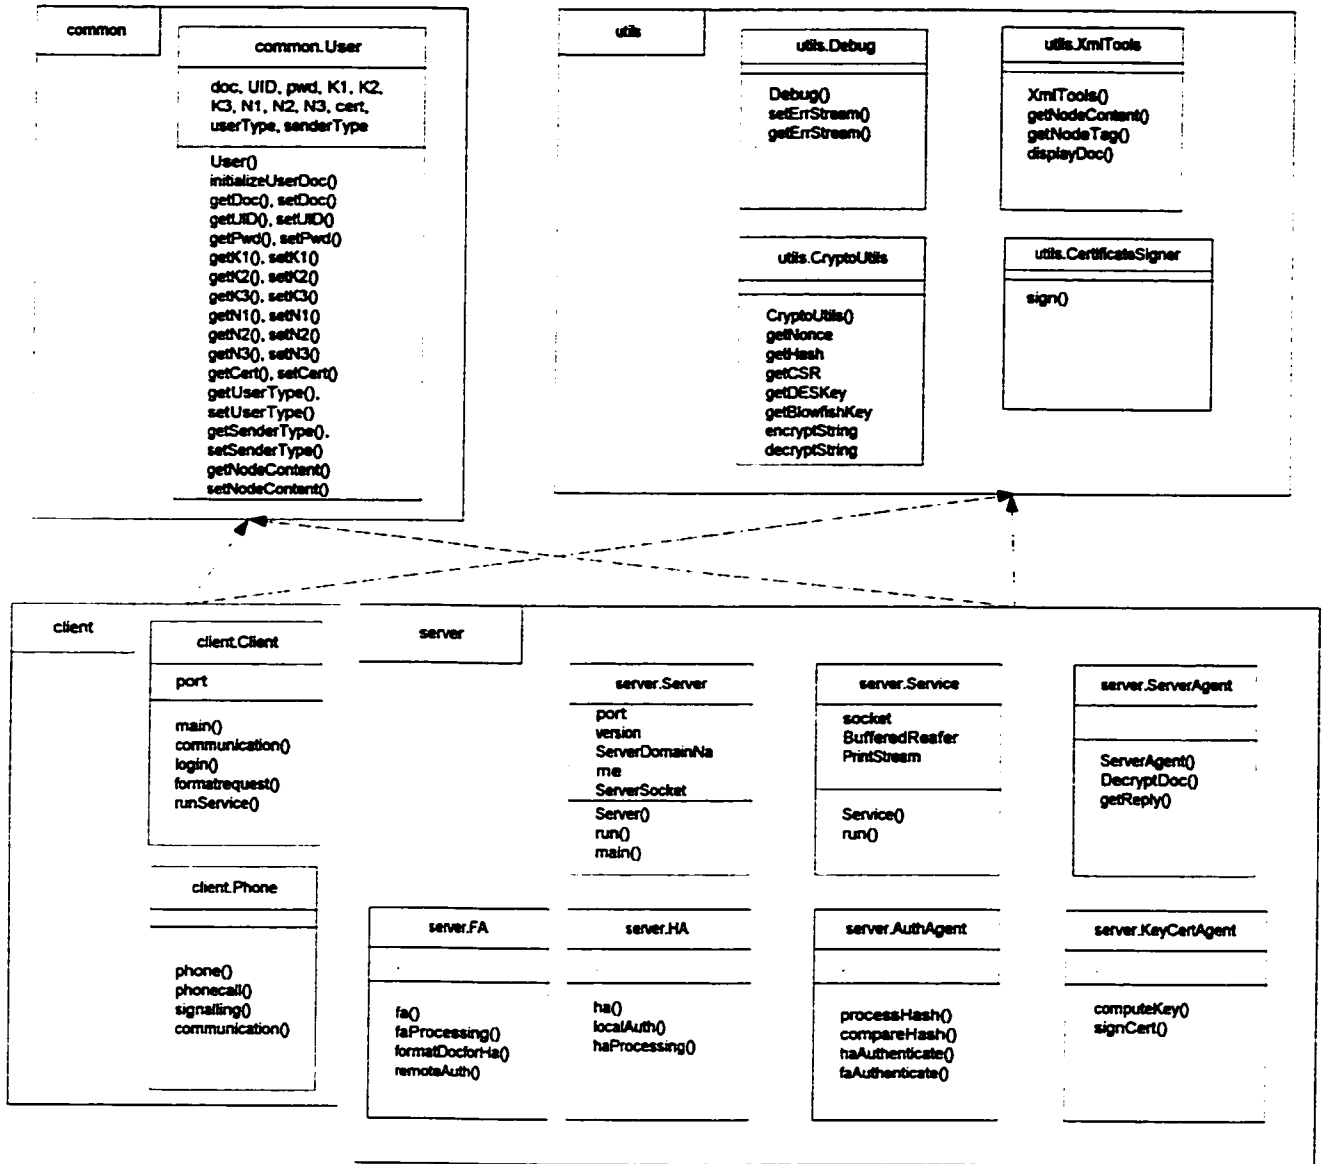 common
common.User
doc, UID, pwd, K1, K2,
K3, N1, N2, N3, cert,
userType, senderType
User()
initializeUserDoc()
getDoc(), setDoc()
getUID(), setUID()
getPwd(), setPwd()
getK1(), setK1()
getK2(), setK2()
getK3(), setK3()
getN1(), setN1()
getN2(), setN2()
getN3(), setN3()
getCert(), setCert()
getUserType(),
setUserType()
getSenderType(),
setSenderType()
getNodeContent()
setNodeContent()
utils
utils.Debug
Debug()
setErrStream()
getErrStream()
utils.XmlTools
XmlTools()
getNodeContent()
getNodeTag()
displayDoc()
utils.CryptoUtils
CryptoUtils()
getNonce
getHash
getCSR
getDESKey
getBlowfishKey
encryptString
decryptString
utils.CertificateSigner
sign()
client
client.Client
port
main()
communication()
login()
formatrequest()
runService()
client.Phone
phone()
phonecall()
signalling()
communication()
server
server.Server
port
version
ServerDomainNa
me
ServerSocket
Server()
run()
main()
server.Service
socket
BufferedReafer
PrintStream
Service()
run()
server.ServerAgent
ServerAgent()
DecryptDoc()
getReply()
server.FA
fa()
faProcessing()
formatDocforHa()
remoteAuth()
server.HA
ha()
localAuth()
haProcessing()
server.AuthAgent
processHash()
compareHash()
haAuthenticate()
faAuthenticate()
server.KeyCertAgent
computeKey()
signCert()